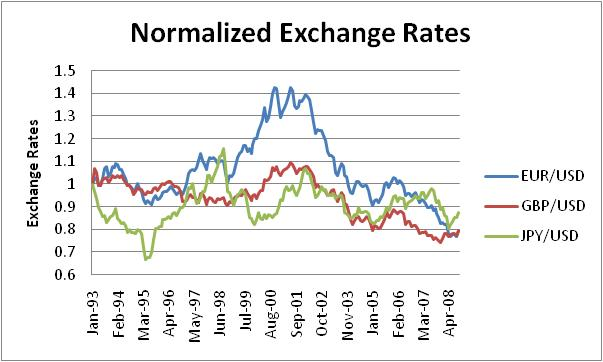 Normalized Exchange Rates
Exchange Rates
1.5
1.4
1.3
1.2
1.1
1
0.9
0.8
0.7
0.6
Jan-93
Feb-94
Mar-95
Apr-96
May-97
Jun-98
Jul-99
Aug-00
Sep-01
Oct-02
Nov-03
Jan-05
Feb-06
Mar-07
Apr-08
EUR/USD
GBP/USD
JPY/USD